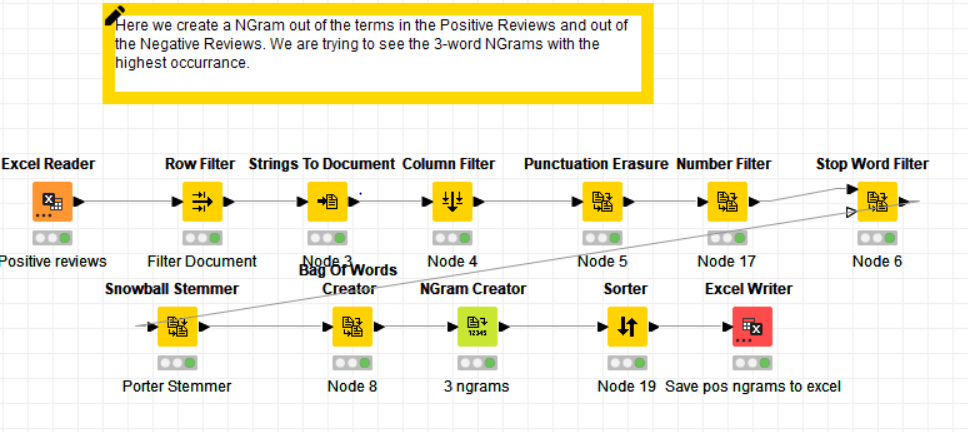 Here we create a NGram out of the terms in the Positive Reviews and out of
the Negative Reviews. We are trying to see the 3-word NGrams with the
highest occurrance.
Excel Reader
Row Filter
Strings To Document
Column Filter
Punctuation Erasure
Number Filter
Stop Word Filter
Positive reviews
Filter Document
Node 3
Node 4
Node 5
Node 17
Node 6
Snowball Stemmer
Bag Of Words
Creator
NGram Creator
Sorter
Excel Writer
12345
Porter Stemmer
Node 8
3 ngrams
Node 19
Save pos ngrams to excel